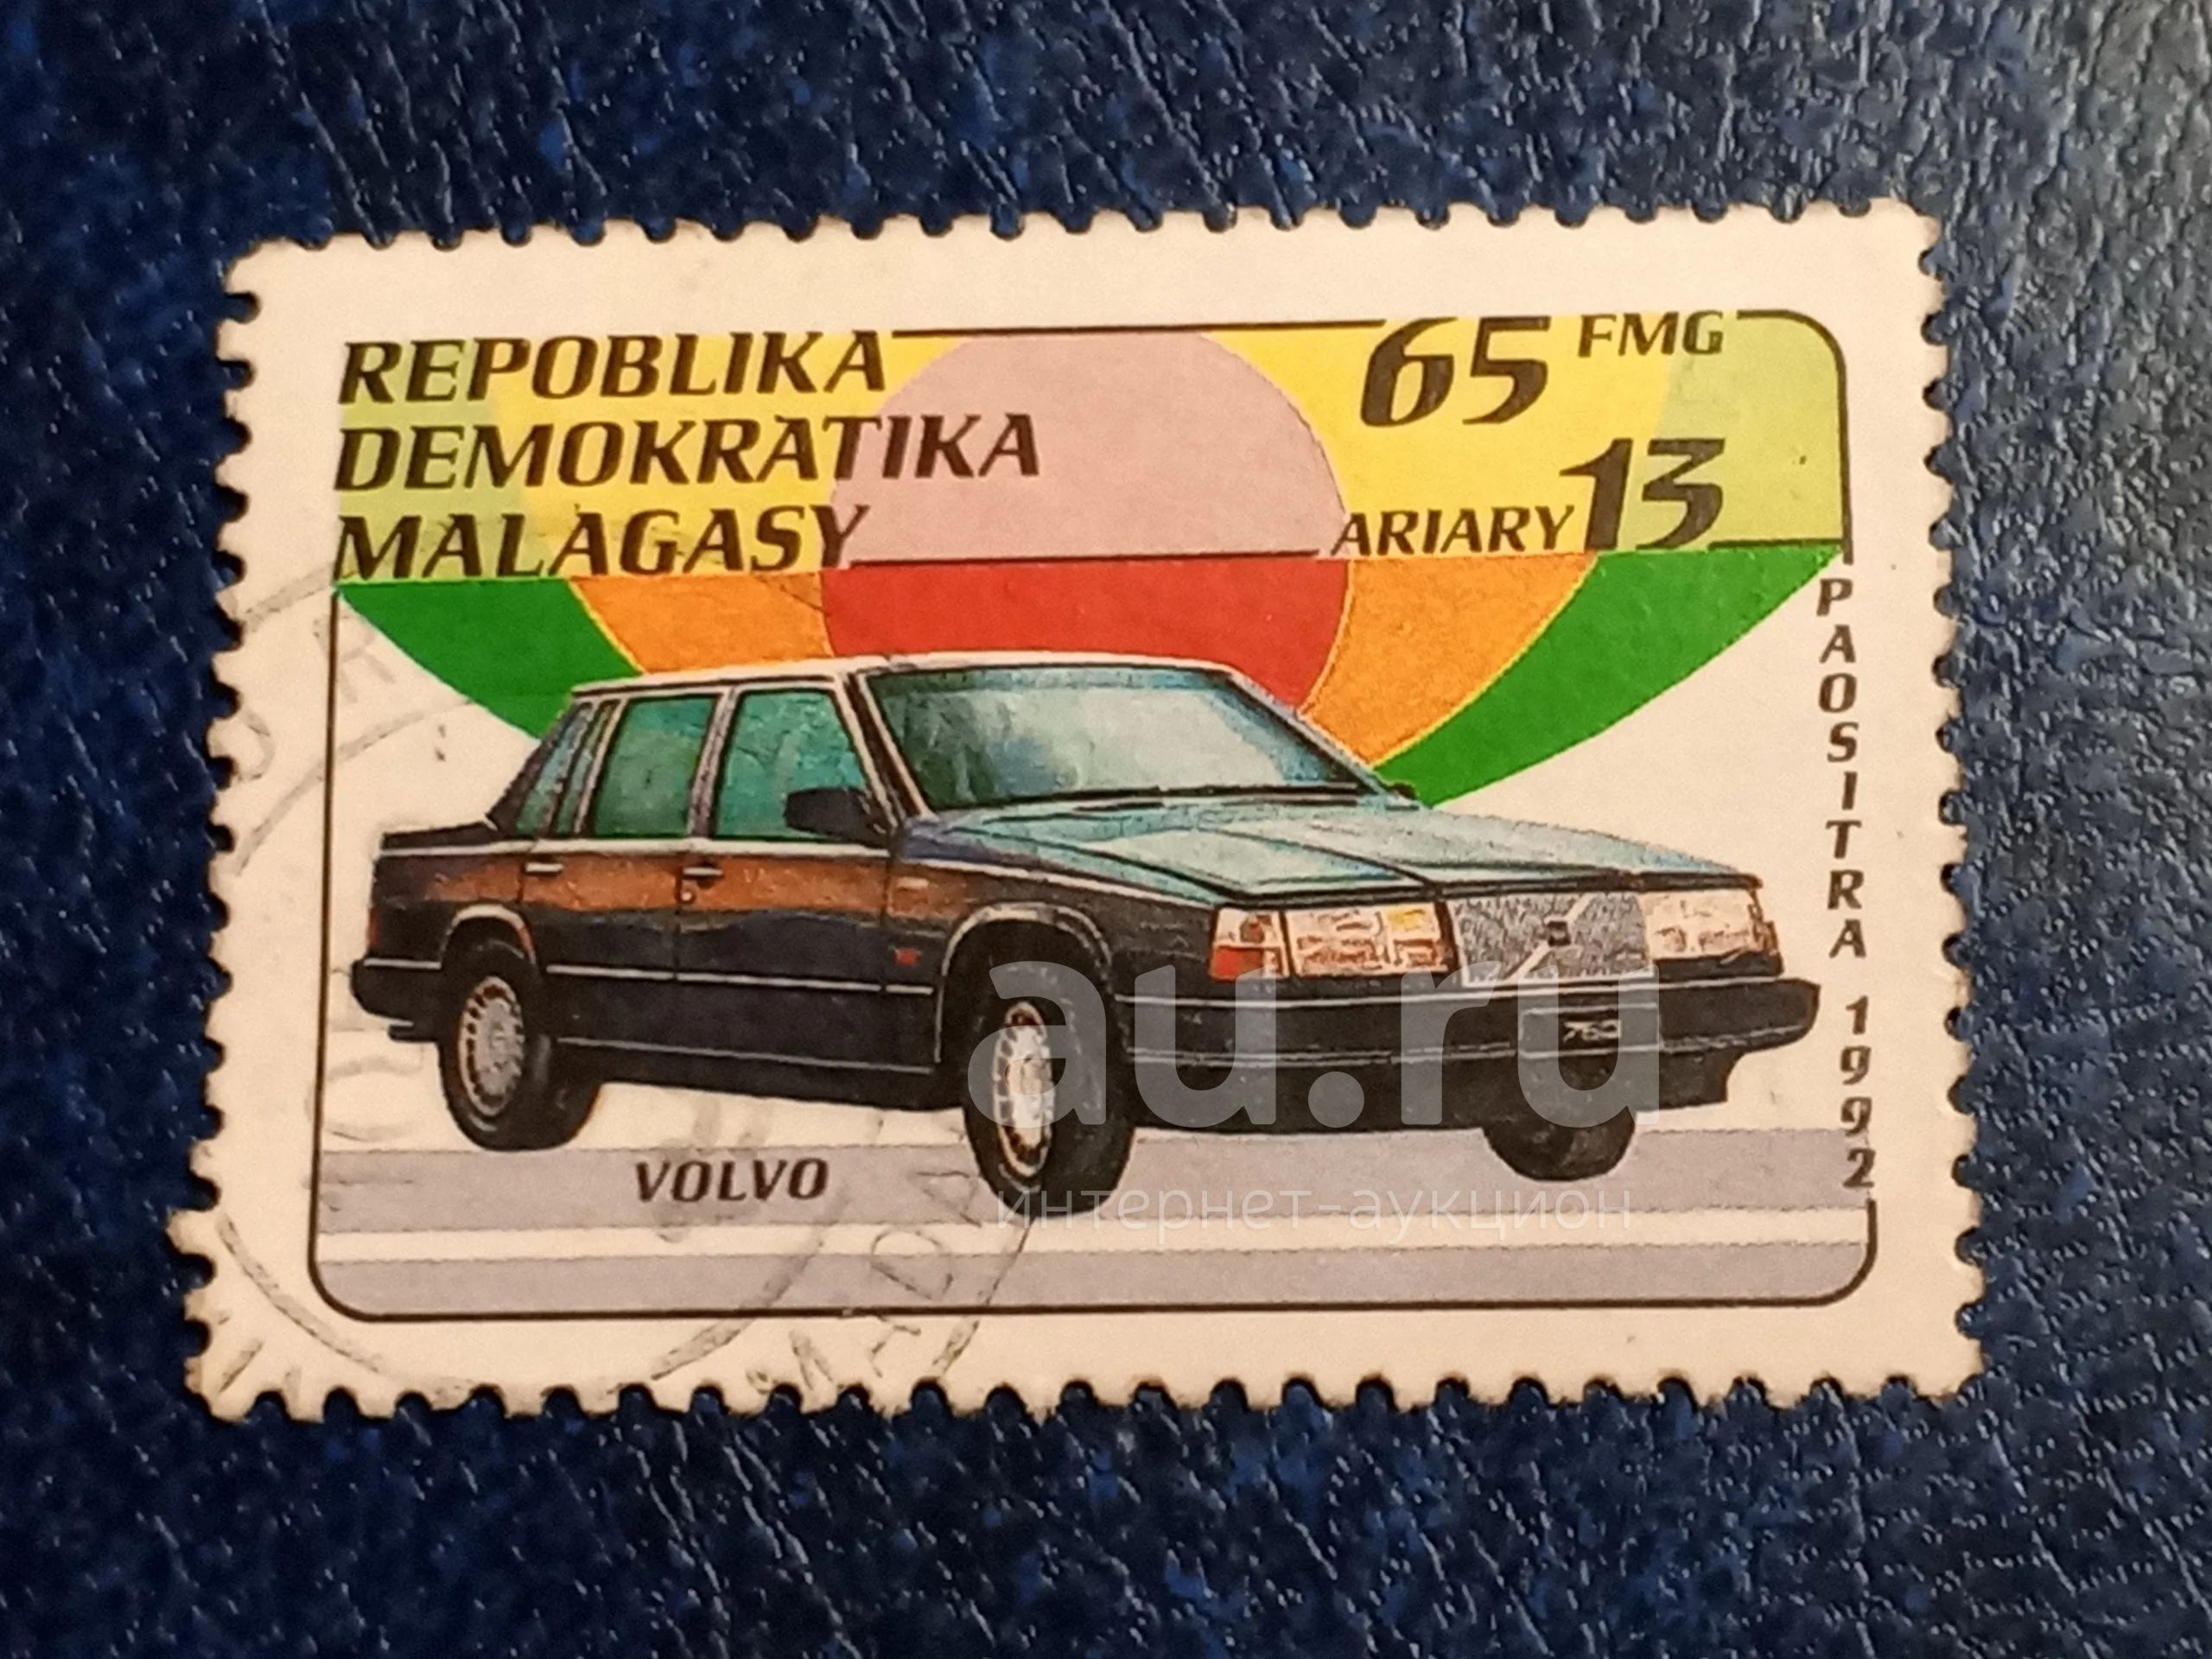 REPOBLIKA
DEMOKRATIKA
MALAGASY
65 FMG
ARIARY 13
PAOSITRA 1992
760
VOLVO
au.ru
интернет-аукцион